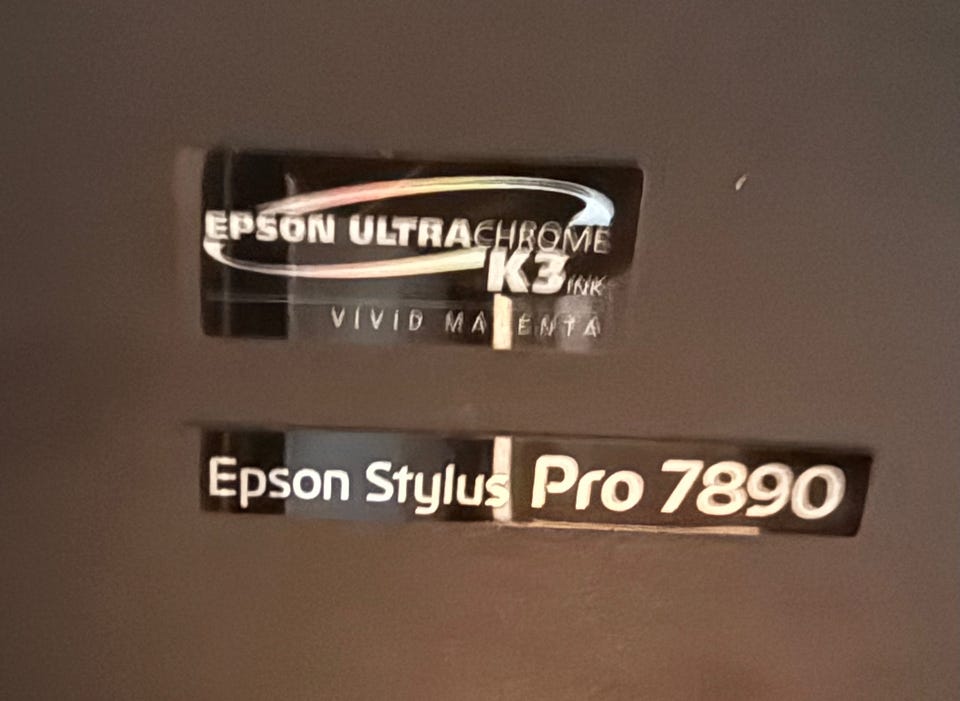 EPSON ULTRACHROME
K3 INK
VIVID MAGENTA
Epson Stylus Pro 7890